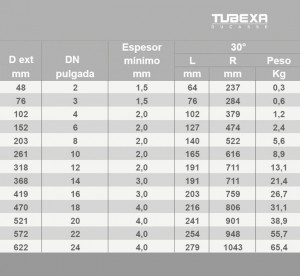 TUBEXA
D ext mm DN pulgada Espesor mínimo mm 30°
L mm R mm Peso Kg
48 2 1,5 64 237 0,3
76 3 1,5 76 284 0,6
102 4 2,0 102 379 1,2
152 6 2,0 127 474 2,4
203 8 2,0 140 522 5,6
261 10 2,0 165 616 8,9
318 12 2,0 191 711 13,1
368 14 3,0 191 711 21,4
419 16 3,0 203 759 26,7
470 18 4,0 216 806 31,1
521 20 4,0 241 901 38,9
572 22 4,0 254 948 55,7
622 24 4,0 279 1043 65,4